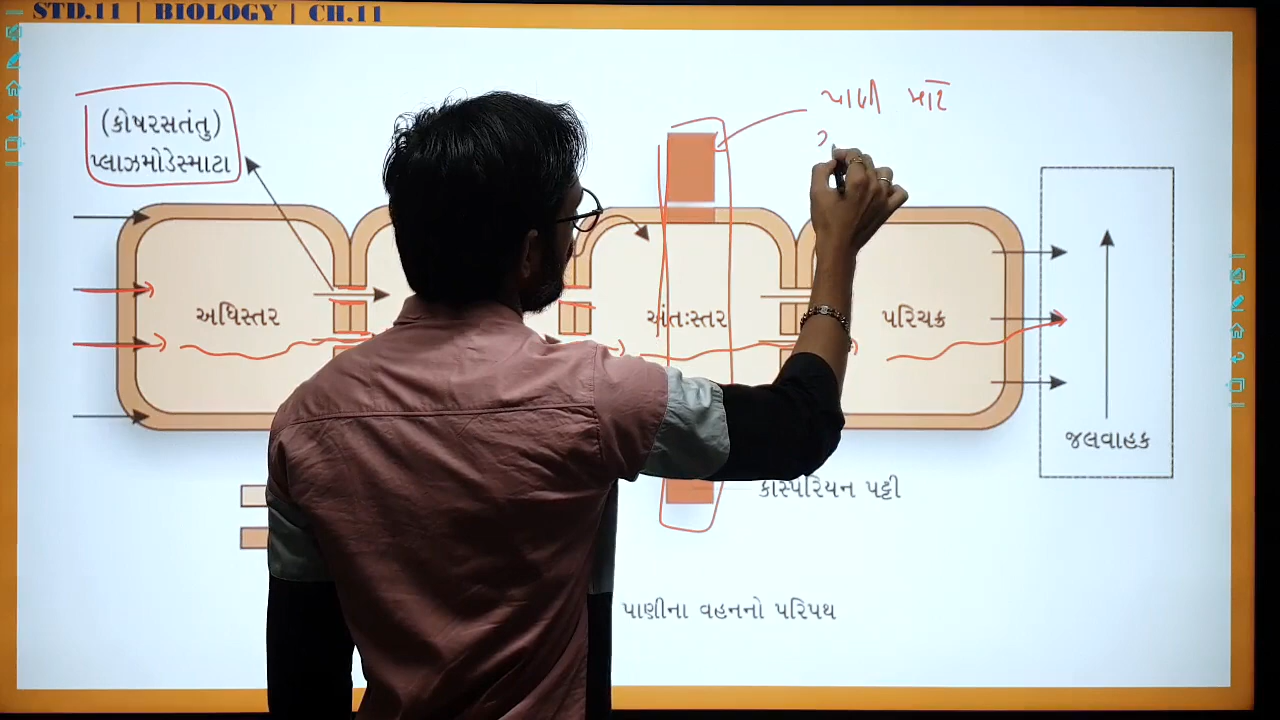 STD.11 | BIOLOGY | CH.11
પાણી માટે
(કોષરસતંતુ)
પ્લાઝમોડેસ્માટા
અધિસ્તર
અંતઃસ્તર
પરિચક્ર
જલવાહક
કાસ્પેરિયન પટ્ટી
પાણીના વહનનો પરિપથ